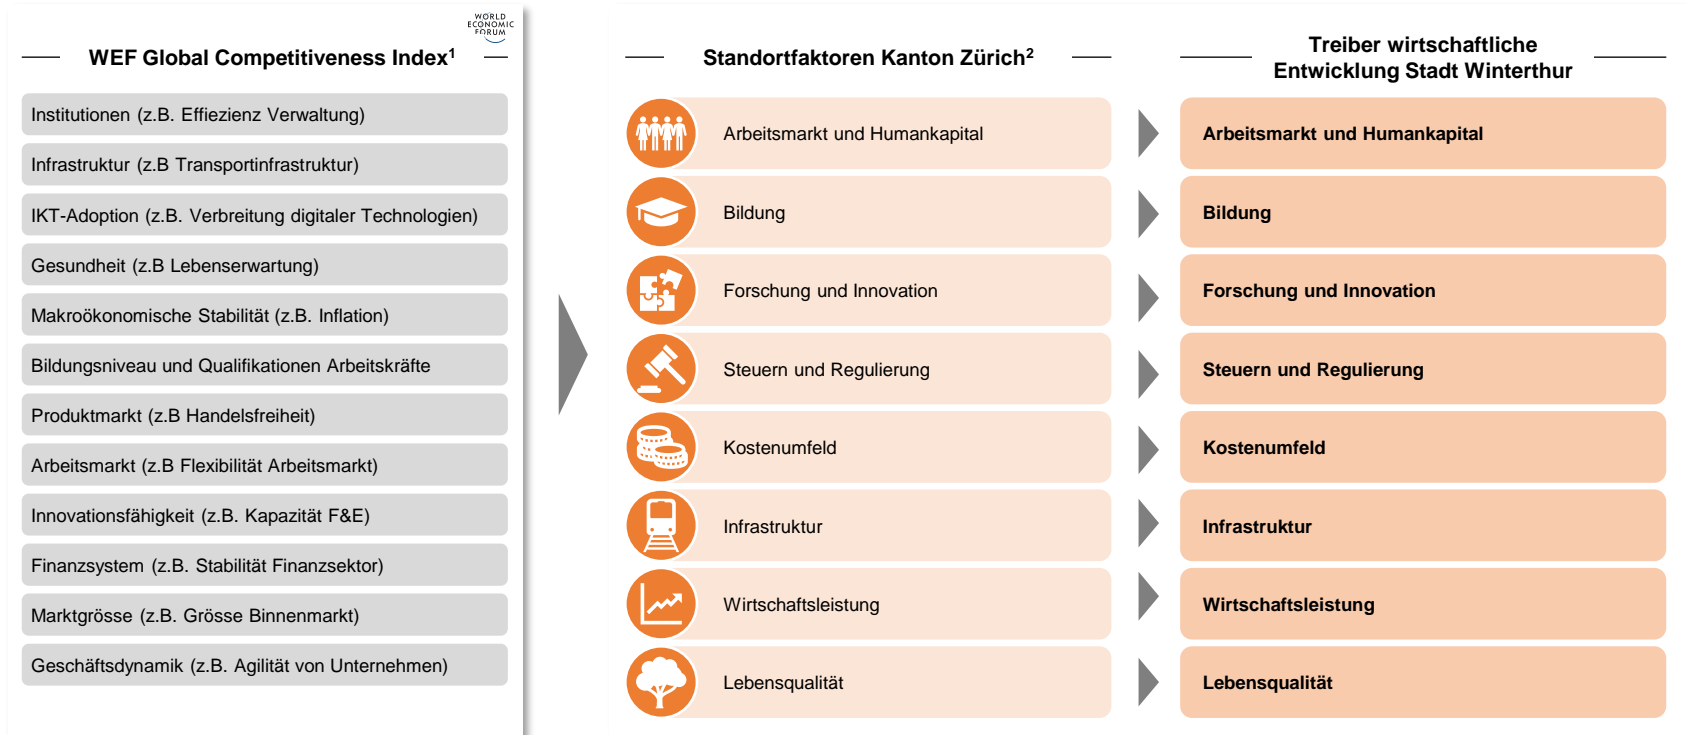 WORLD
ECONOMIC
FORUM
WEF Global Competitiveness Index¹
Institutionen (z.B. Effiezienz Verwaltung)
Infrastruktur (z.B Transportinfrastruktur)
IKT-Adoption (z.B. Verbreitung digitaler Technologien)
Gesundheit (z.B Lebenserwartung)
Makroökonomische Stabilität (z.B. Inflation)
Bildungsniveau und Qualifikationen Arbeitskräfte
Produktmarkt (z.B Handelsfreiheit)
Arbeitsmarkt (z.B Flexibilität Arbeitsmarkt)
Innovationsfähigkeit (z.B. Kapazität F&E)
Finanzsystem (z.B. Stabilität Finanzsektor)
Marktgrösse (z.B. Grösse Binnenmarkt)
Geschäftsdynamik (z.B. Agilität von Unternehmen)
Standortfaktoren Kanton Zürich²
Arbeitsmarkt und Humankapital
Bildung
Forschung und Innovation
Steuern und Regulierung
Kostenumfeld
Infrastruktur
Wirtschaftsleistung
Lebensqualität
Treiber wirtschaftliche
Entwicklung Stadt Winterthur
Arbeitsmarkt und Humankapital
Bildung
Forschung und Innovation
Steuern und Regulierung
Kostenumfeld
Infrastruktur
Wirtschaftsleistung
Lebensqualität